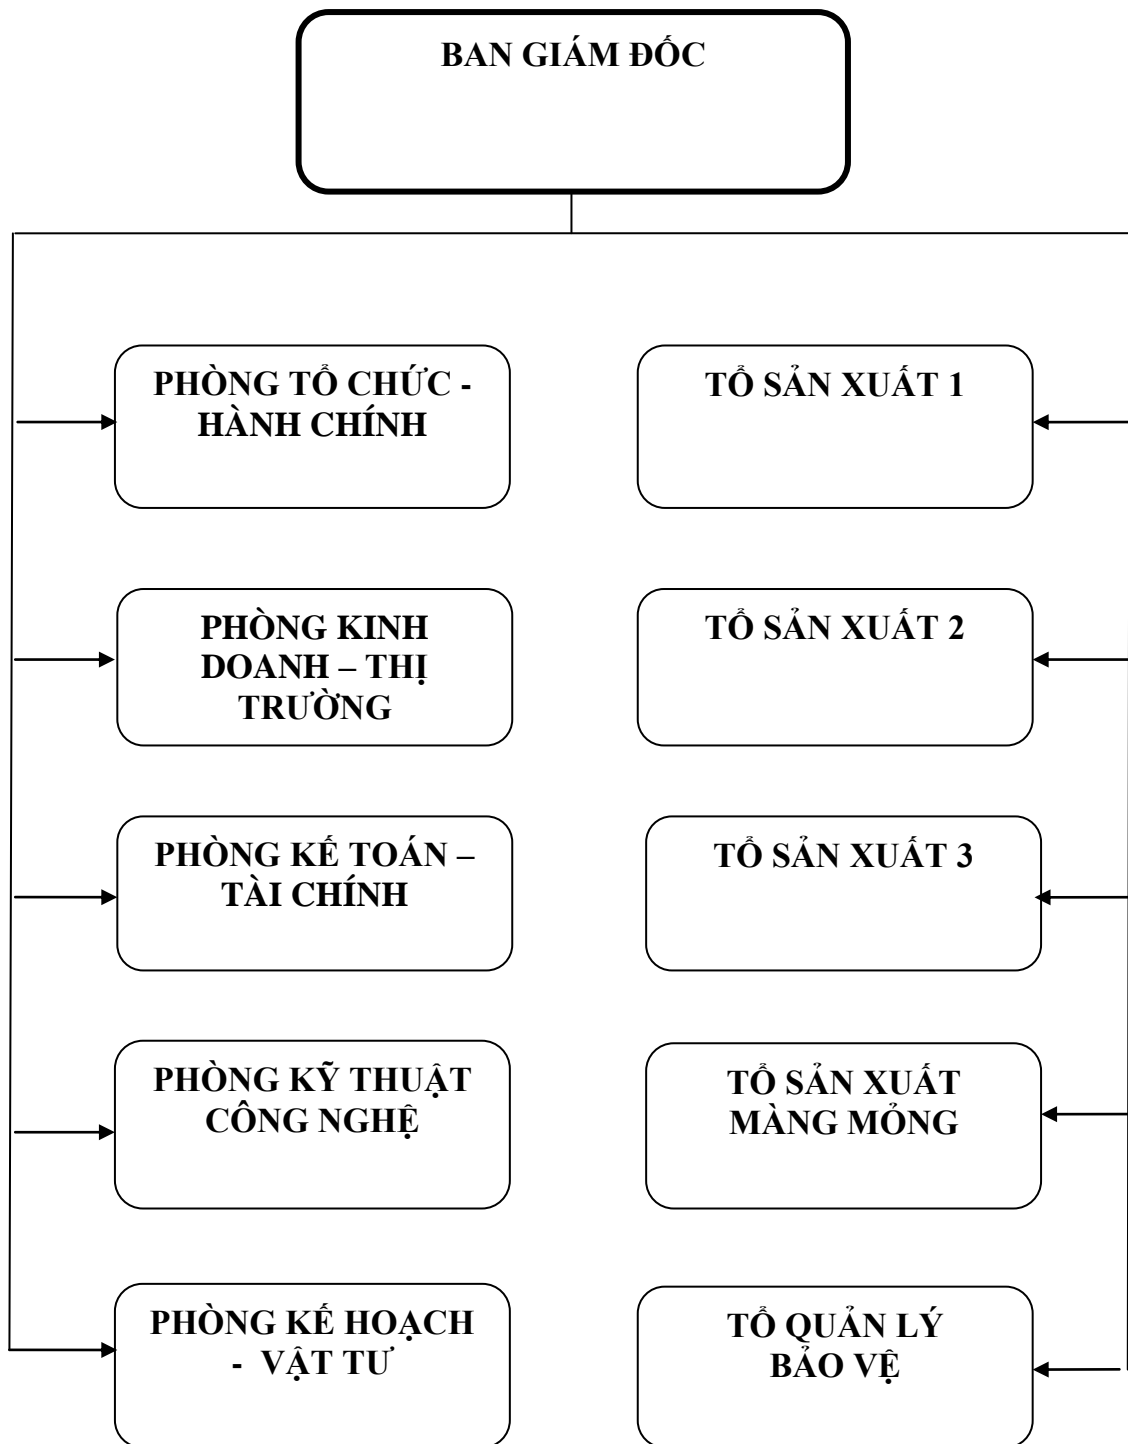 BAN GIÁM ĐỐC
PHÒNG TỔ CHỨC -
HÀNH CHÍNH
TỔ SẢN XUẤT 1
PHÒNG KINH
DOANH – THỊ
TRƯỜNG
TỔ SẢN XUẤT 2
PHÒNG KẾ TOÁN –
TÀI CHÍNH
TỔ SẢN XUẤT 3
PHÒNG KỸ THUẬT
CÔNG NGHỆ
TỔ SẢN XUẤT
MÀNG MỎNG
PHÒNG KẾ HOẠCH
- VẬT TƯ
TỔ QUẢN LÝ
BẢO VỆ